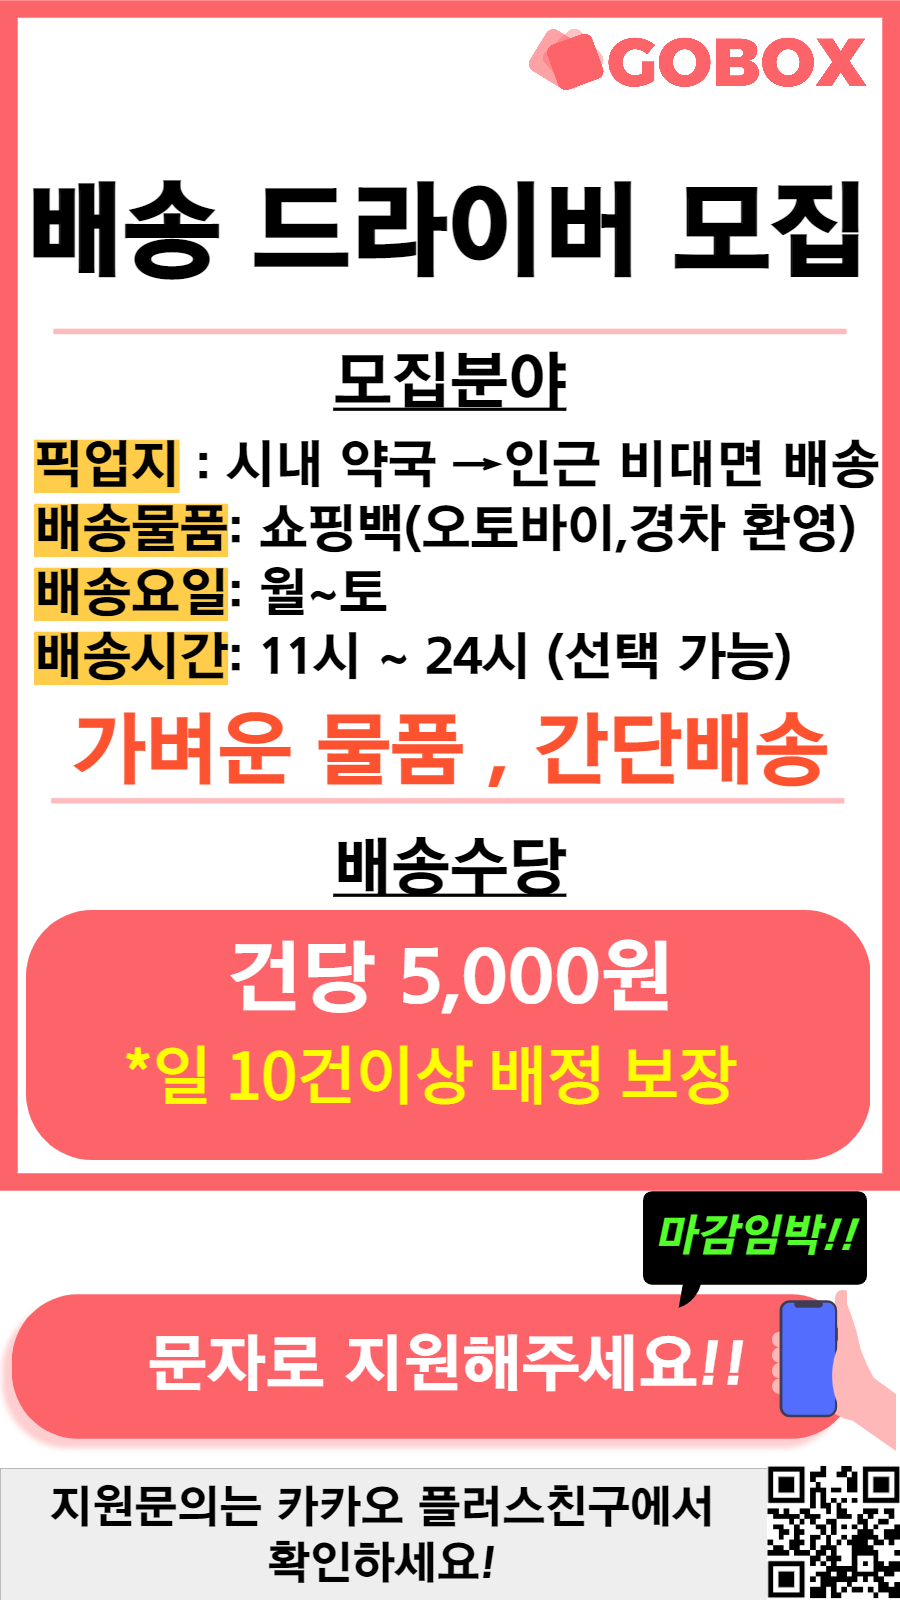 GOBOX
배송 드라이버 모집
모집분야
픽업지 : 시내 약국 →인근 비대면 배송
배송물품: 쇼핑백(오토바이,경차 환영)
배송요일: 월~토
배송시간: 11시 ~ 24시 (선택 가능)
가벼운 물품 , 간단배송
배송수당
건당 5,000원
*일 10건이상 배정 보장
마감임박!!
문자로 지원해주세요!!
지원문의는 카카오 플러스친구에서
확인하세요!